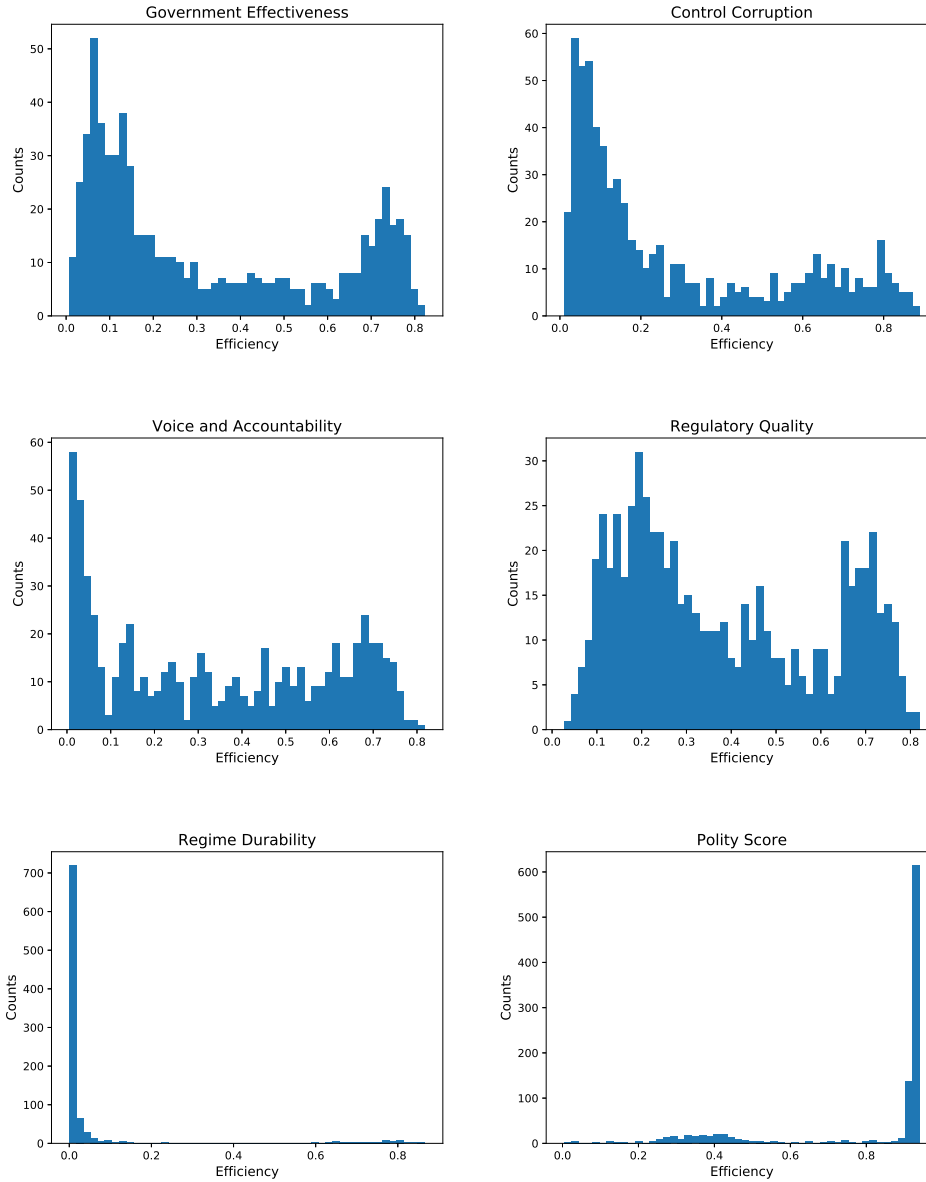 Government Effectiveness
50
40
30
20
10
0
Counts
0.0 0.1 0.2 0.3 0.4 0.5 0.6 0.7 0.8
Efficiency
Control Corruption
60
50
40
30
20
10
0
Counts
0.0 0.2 0.4 0.6 0.8
Efficiency
Voice and Accountability
60
50
40
30
20
10
0
Counts
0.0 0.1 0.2 0.3 0.4 0.5 0.6 0.7 0.8
Efficiency
Regulatory Quality
30
25
20
15
10
5
0
Counts
0.0 0.1 0.2 0.3 0.4 0.5 0.6 0.7 0.8
Efficiency
Regime Durability
700
600
500
400
300
200
100
0
Counts
0.0 0.2 0.4 0.6 0.8
Efficiency
Polity Score
600
500
400
300
200
100
0
Counts
0.0 0.2 0.4 0.6 0.8
Efficiency